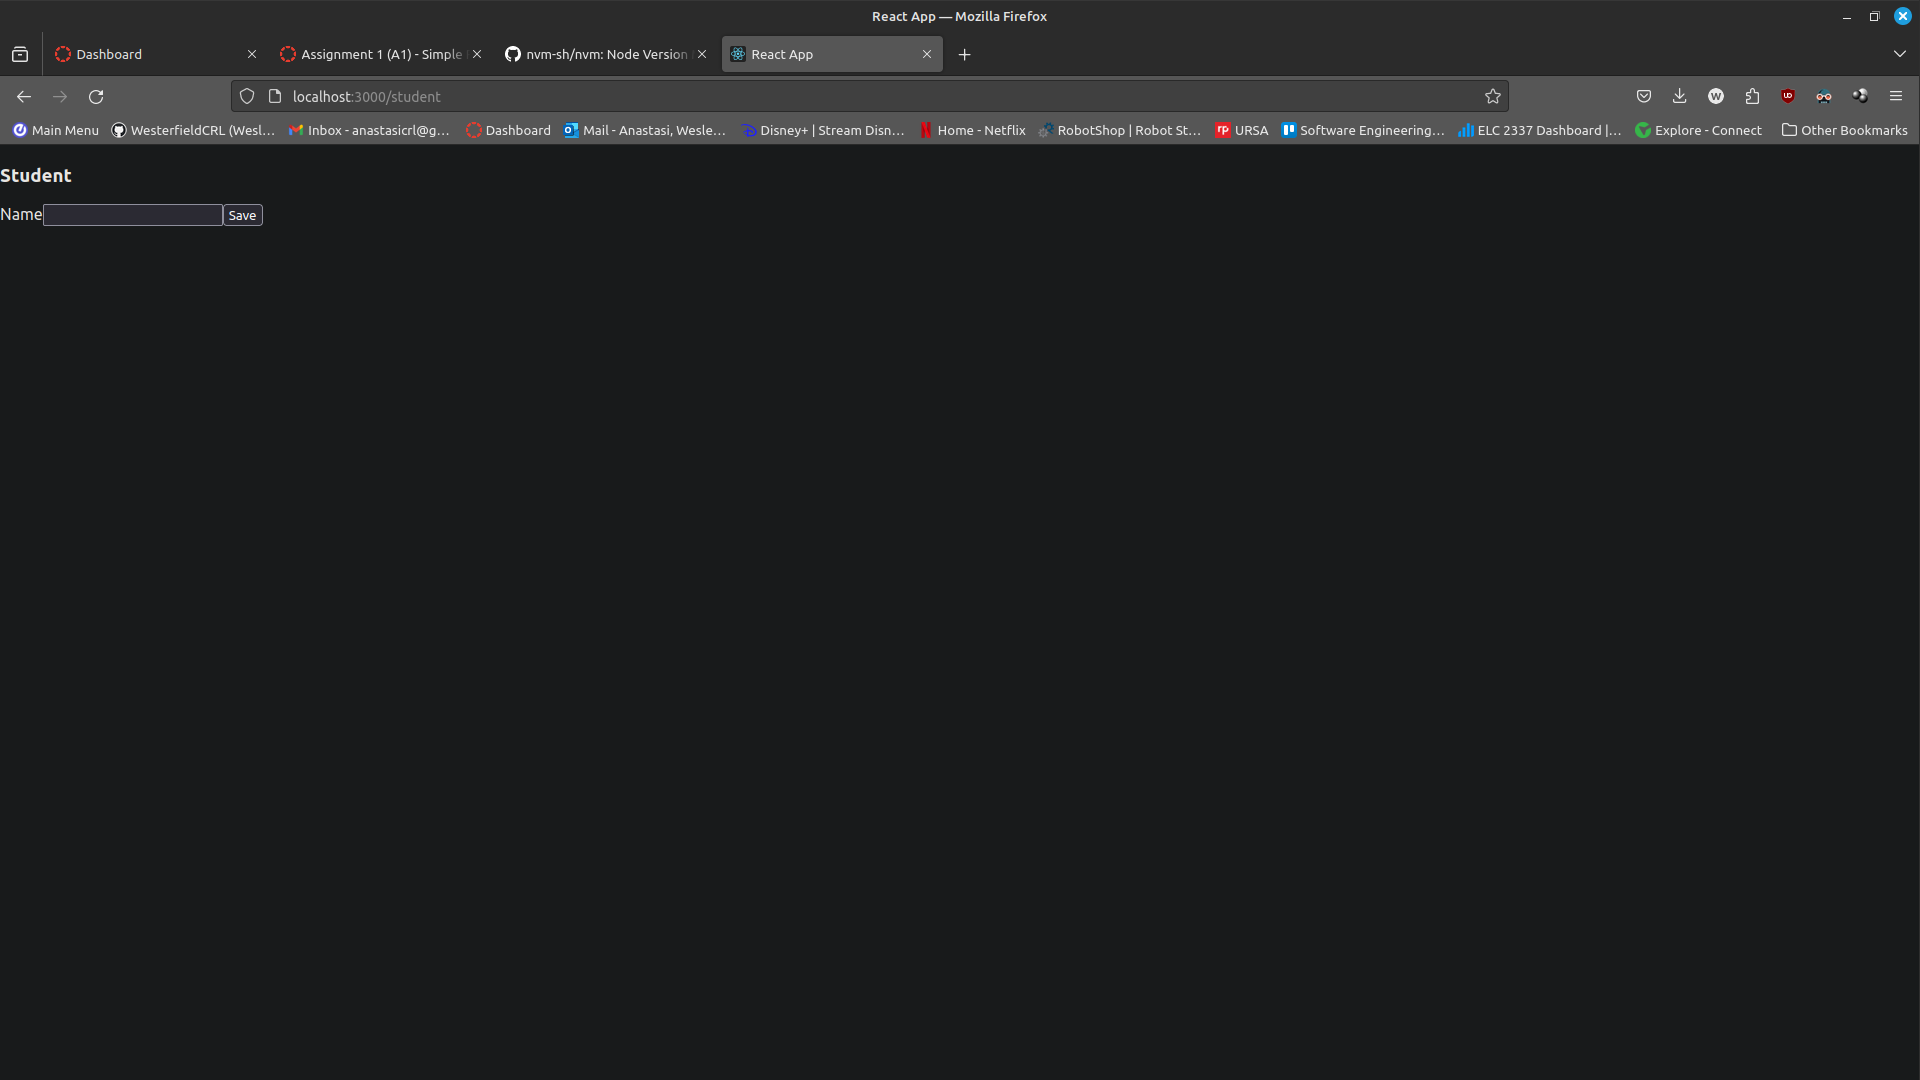 React App — Mozilla Firefox
Dashboard
Assignment 1 (A1) - Simple
nvm-sh/nvm: Node Version
React App
localhost:3000/student
W
UD
Main Menu
WesterfieldCRL (Wesl...
Inbox - anastasicrl@g...
Dashboard
Mail - Anastasi, Wesle...
Disney+ | Stream Disn...
Home - Netflix
RobotShop | Robot St...
rp URSA
Software Engineering...
ELC 2337 Dashboard |...
Explore - Connect
Other Bookmarks
Student
Name
Save